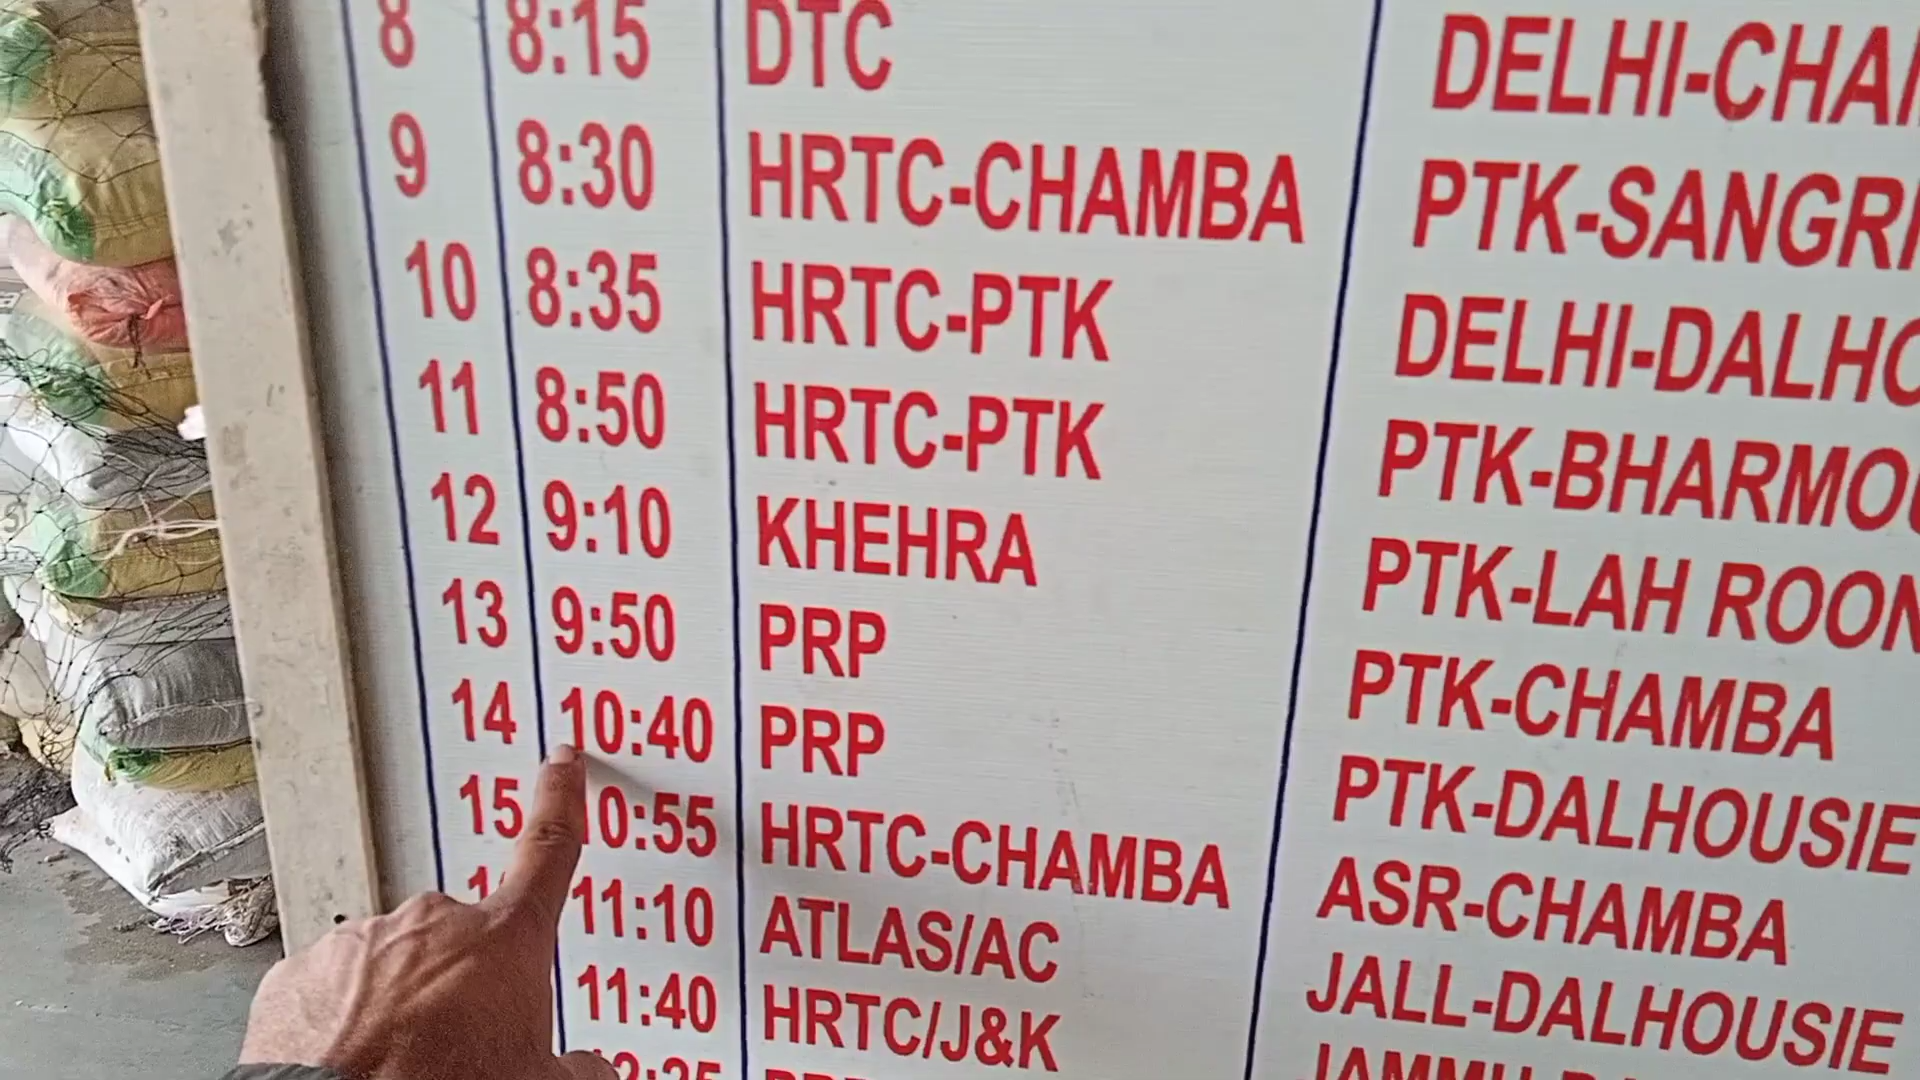 8 8:15 DTC DELHI-CHA
9 8:30 HRTC-CHAMBA PTK-SANGR
10 8:35 HRTC-PTK DELHI-DALHO
11 8:50 HRTC-PTK PTK-BHARMO
12 9:10 KHEHRA PTK-LAH ROON
13 9:50 PRP PTK-CHAMBA
14 10:40 PRP PTK-DALHOUSIE
15 10:55 HRTC-CHAMBA ASR-CHAMBA
11:10 ATLAS/AC JALL-DALHOUSIE
11:40 HRTC/J&K